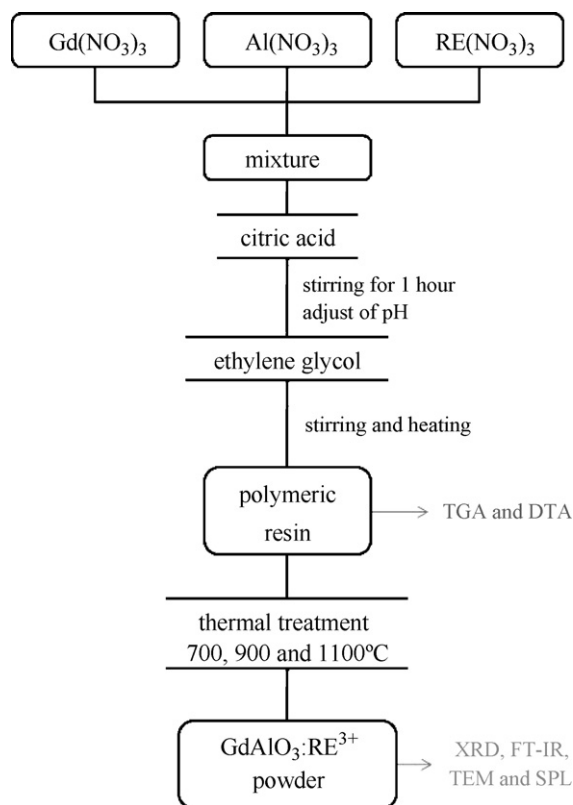 Gd(NO₃)₃ Al(NO₃)₃ RE(NO₃)₃
mixture
citric acid
stirring for 1 hour
adjust of pH
ethylene glycol
stirring and heating
polymeric
resin
TGA and DTA
thermal treatment
700, 900 and 1100ºC
GdAlO₃:RE³⁺
powder
XRD, FT-IR,
TEM and SPL